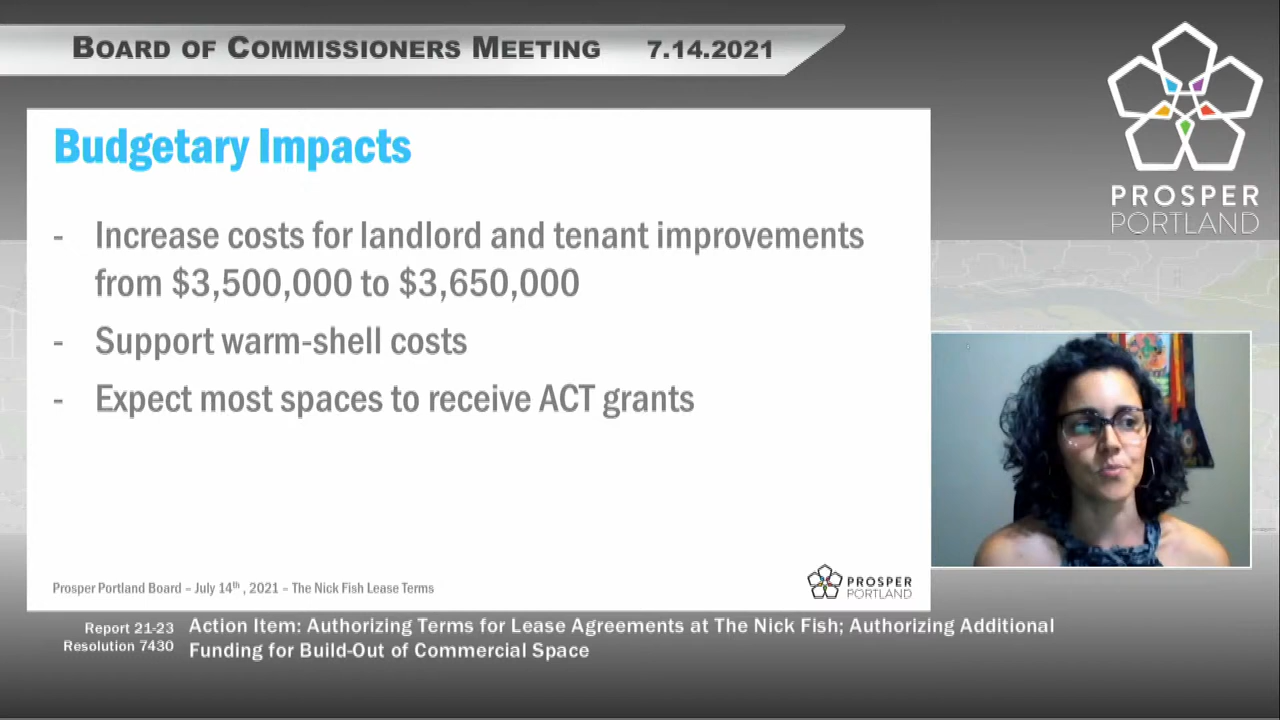 BOARD OF COMMISSIONERS MEETING 7.14.2021
PROSPER
PORTLAND
Budgetary Impacts
- Increase costs for landlord and tenant improvements
from $3,500,000 to $3,650,000
- Support warm-shell costs
- Expect most spaces to receive ACT grants
Prosper Portland Board – July 14th , 2021 – The Nick Fish Lease Terms
PROSPER
PORTLAND
Report 21-23
Resolution 7430
Action Item: Authorizing Terms for Lease Agreements at The Nick Fish; Authorizing Additional
Funding for Build-Out of Commercial Space